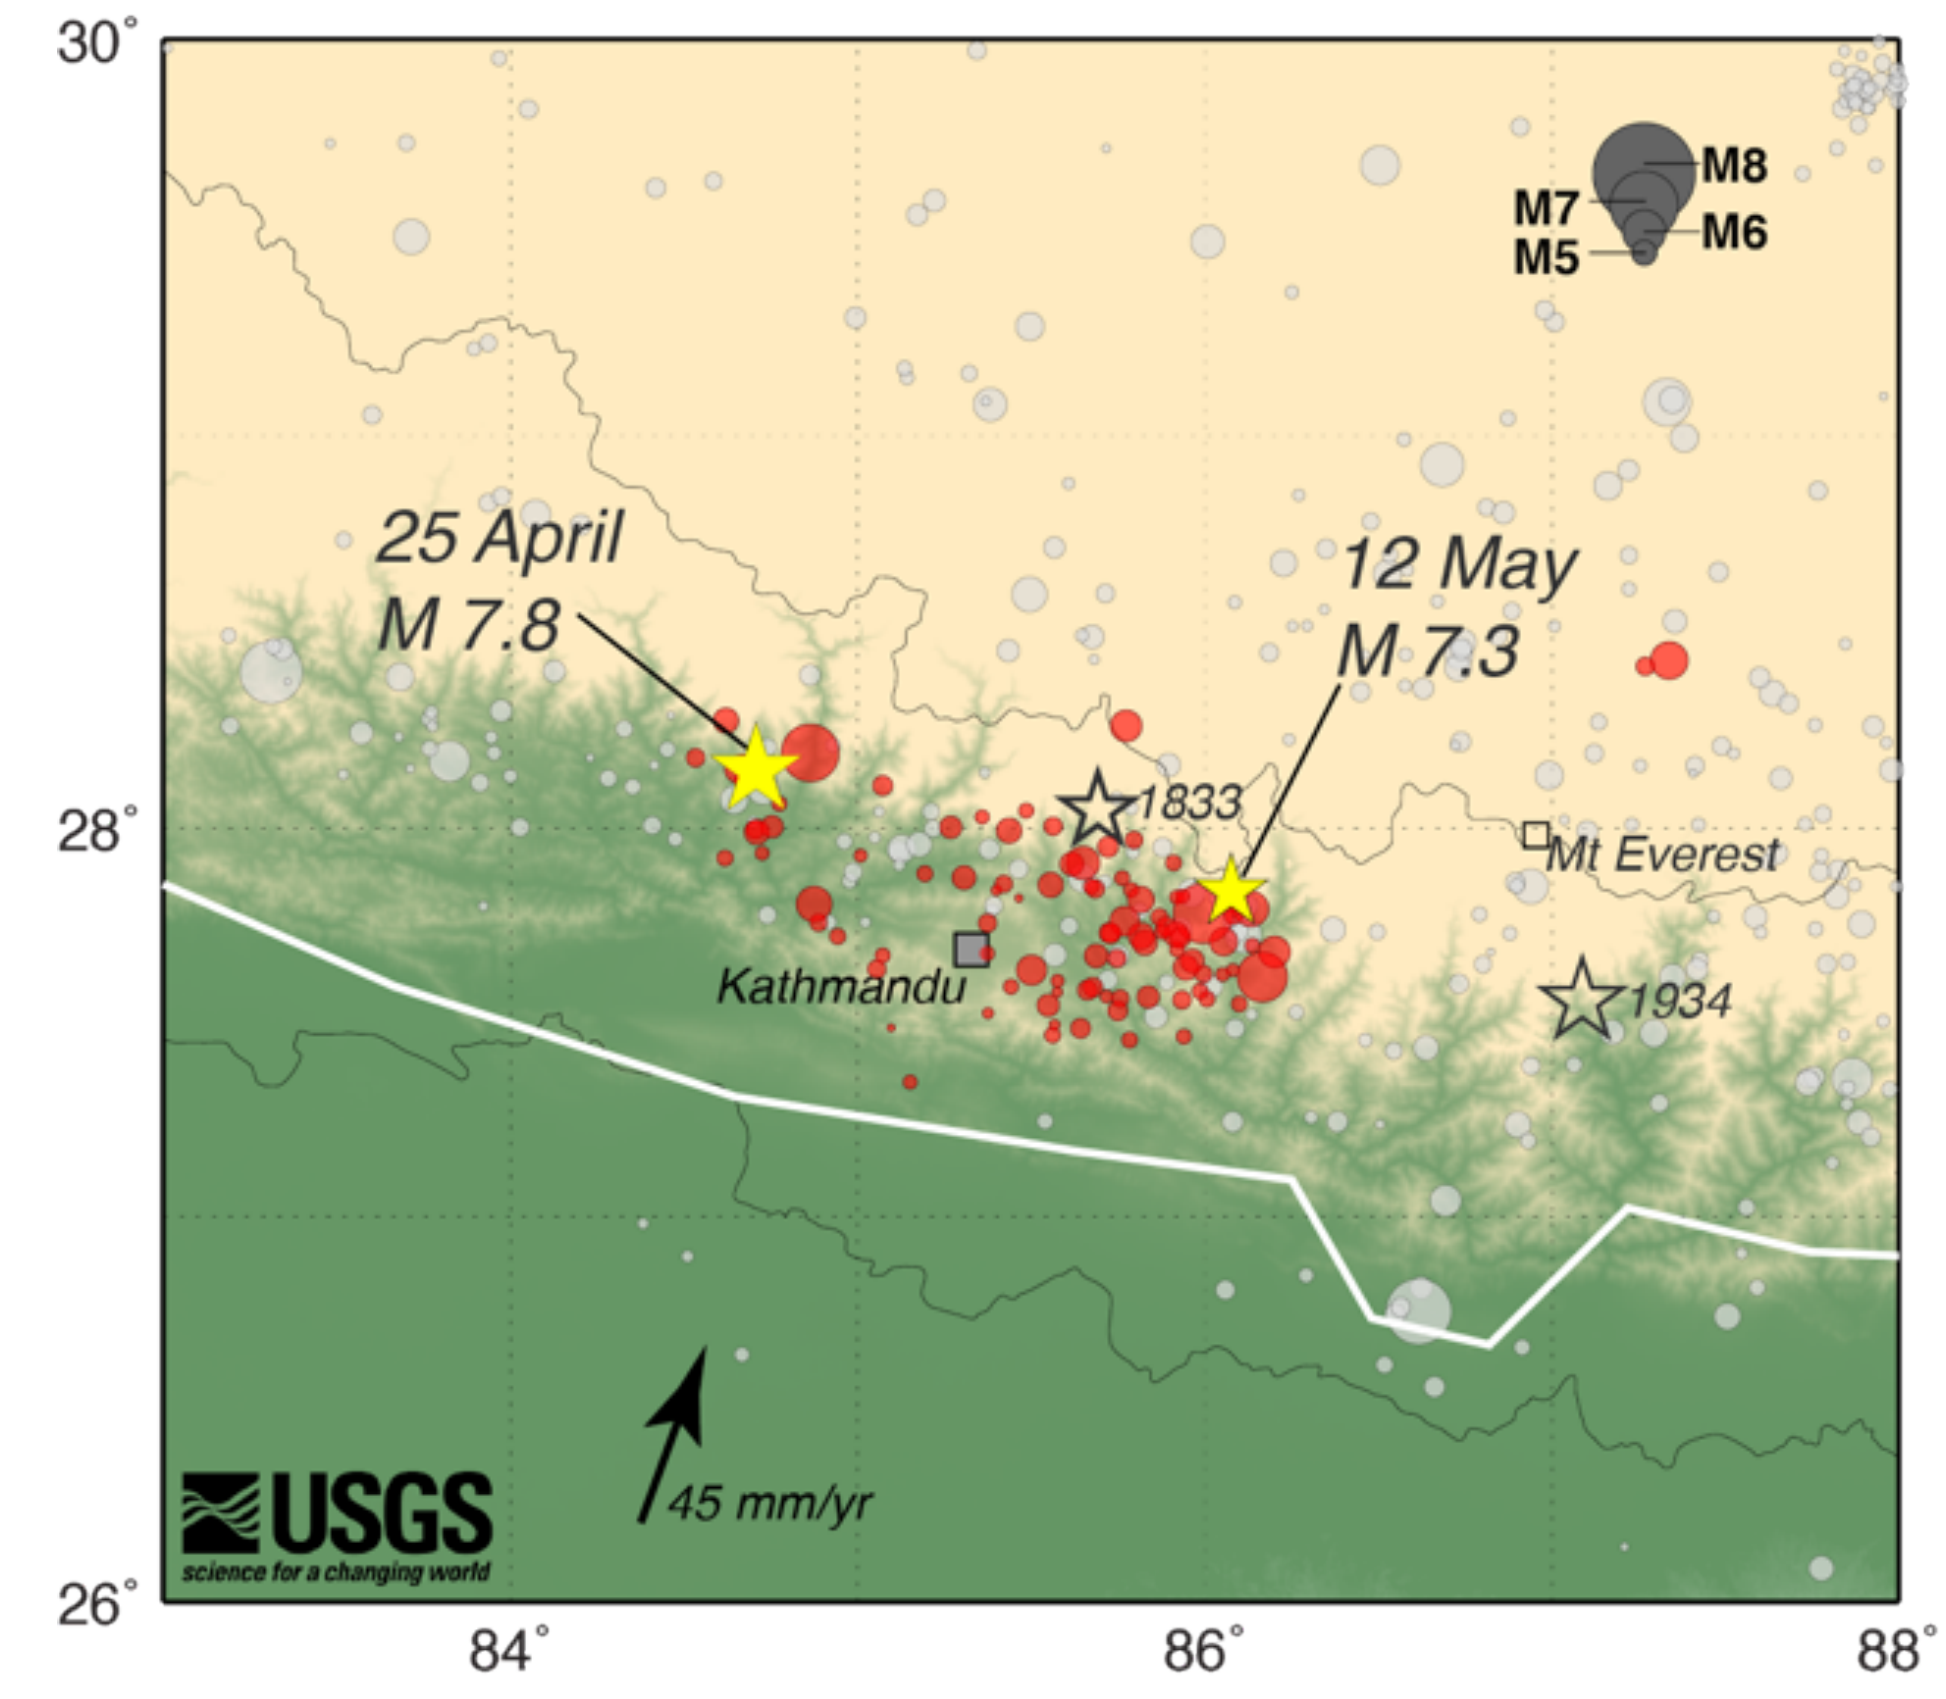 30°
M8
M7
M6
M5
25 April
M 7.8
12 May
M 7.3
1833
28°
Mt Everest
Kathmandu
1934
45 mm/yr
USGS
science for a changing world
26°
84°
86°
88°